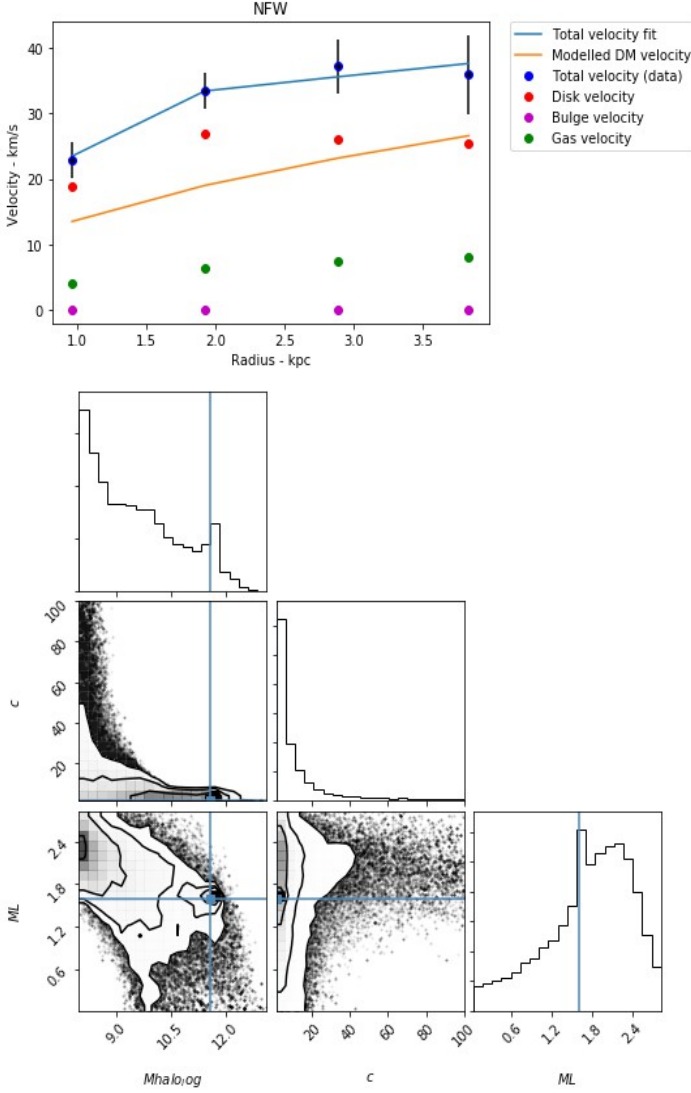 NFW
40
30
20
10
0
Velocity - km/s
1.0 1.5 2.0 2.5 3.0 3.5
Radius - kpc
Total velocity fit
Modelled DM velocity
Total velocity (data)
Disk velocity
Bulge velocity
Gas velocity
100
80
60
40
20
c
2.4
1.8
1.2
0.6
ML
9.0 10.5 12.0
20 40 60 80 100
0.6 1.2 1.8 2.4
Mhalolog
c
ML